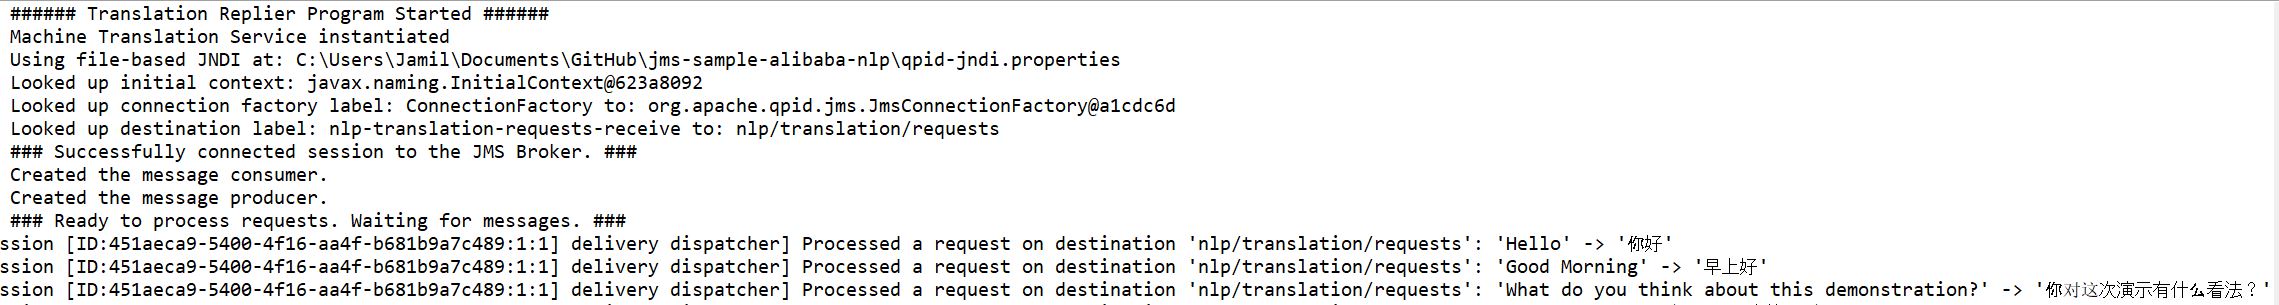 ###### Translation Replier Program Started ######
Machine Translation Service instantiated
Using file-based JNDI at: C:\Users\Jamil\Documents\GitHub\jms-sample-alibaba-nlp\qpid-jndi.properties
Looked up initial context: javax.naming.InitialContext@623a8092
Looked up connection factory label: ConnectionFactory to: org.apache.qpid.jms.JmsConnectionFactory@a1cdc6d
Looked up destination label: nlp-translation-requests-receive to: nlp/translation/requests
### Successfully connected session to the JMS Broker. ###
Created the message consumer.
Created the message producer.
### Ready to process requests. Waiting for messages. ###
ssion [ID:451aeca9-5400-4f16-aa4f-b681b9a7c489:1:1] delivery dispatcher] Processed a request on destination 'nlp/translation/requests': 'Hello' -> '你好'
ssion [ID:451aeca9-5400-4f16-aa4f-b681b9a7c489:1:1] delivery dispatcher] Processed a request on destination 'nlp/translation/requests': 'Good Morning' -> '早上好'
ssion [ID:451aeca9-5400-4f16-aa4f-b681b9a7c489:1:1] delivery dispatcher] Processed a request on destination 'nlp/translation/requests': 'What do you think about this demonstration?' -> '你对这次演示有什么看法？'